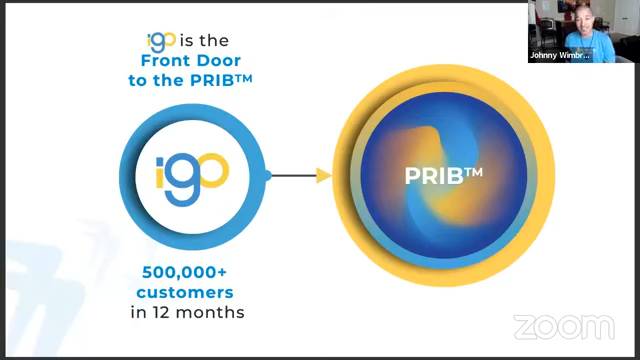 igo is the
Front Door
to the PRIB™
igo
PRIB™
500,000+
customers
in 12 months
Johnny Wimbr...
zoom